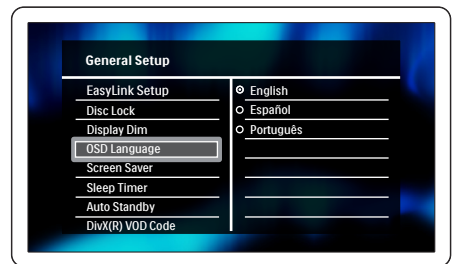 General Setup
EasyLink Setup
Disc Lock
Display Dim
OSD Language
Screen Saver
Sleep Timer
Auto Standby
DivX(R) VOD Code
English
Español
Português